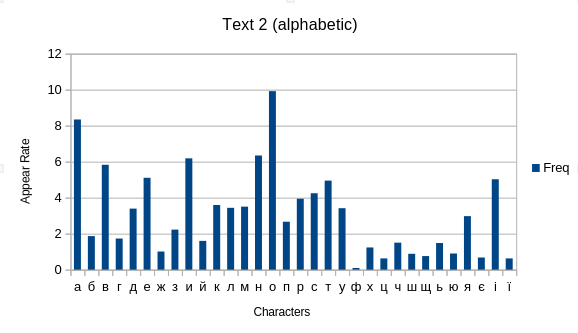 Text 2 (alphabetic)
12
10
8
6
4
2
0
Appear Rate
Freq
а б в г д е ж з и й к л м н о п р с т у ф х ц ч ш щ ь ю я є і ї
Characters